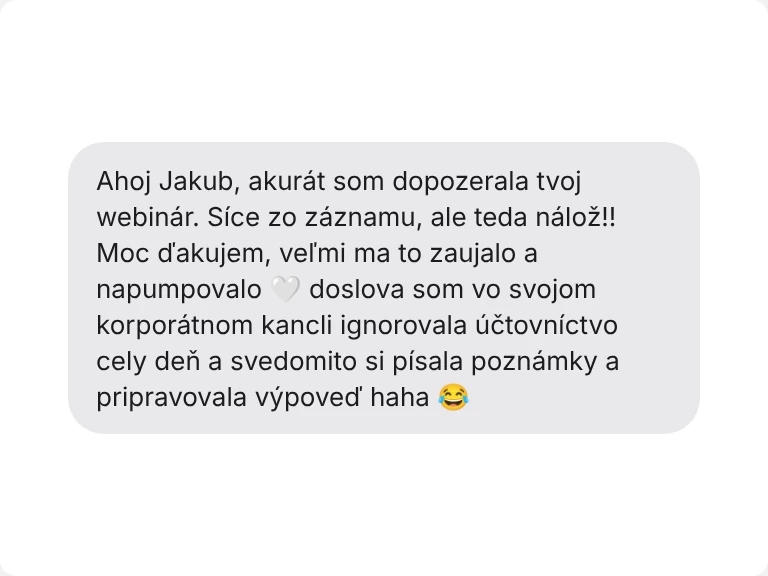 Ahoj Jakub, akurát som dopozerala tvoj
webinár. Síce zo záznamu, ale teda nálož!!
Moc ďakujem, veľmi ma to zaujalo a
napumpovalo 🤍 doslova som vo svojom
korporátnom kancli ignorovala účtovníctvo
cely deň a svedomito si písala poznámky a
pripravovala výpoveď haha 😂